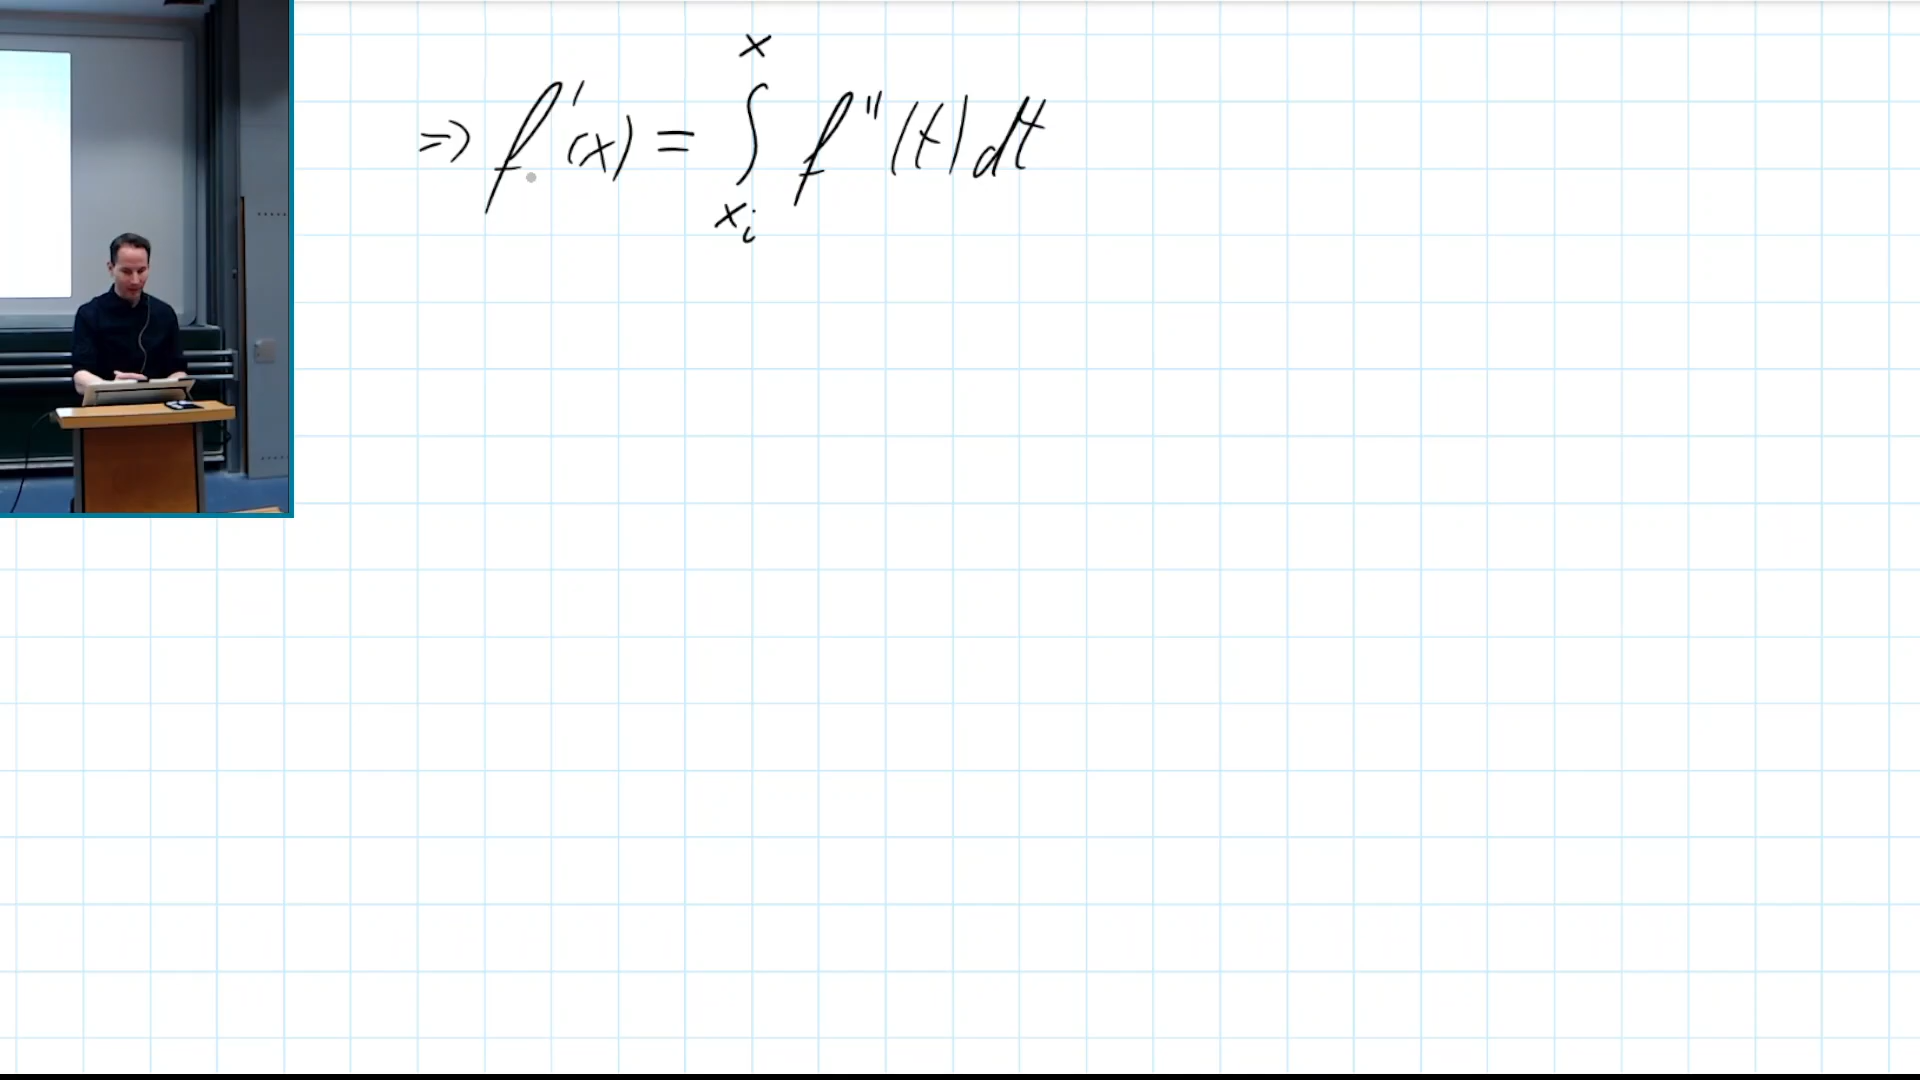 ⇒ f'(x) = ∫_{x_i}^{x} f''(t) dt